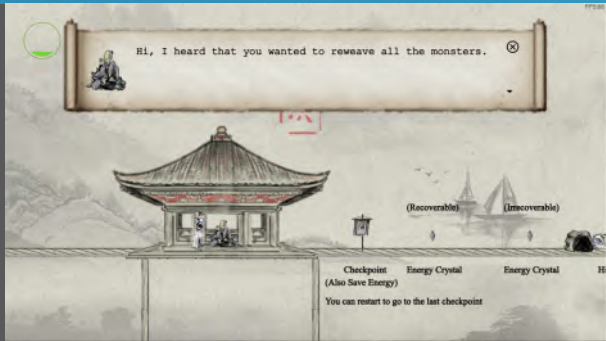 Hi, I heard that you wanted to reweave all the monsters.
(Recoverable)
(Irrecoverable)
Checkpoint
(Also Save Energy)
Energy Crystal
Energy Crystal
You can restart to go to the last checkpoint